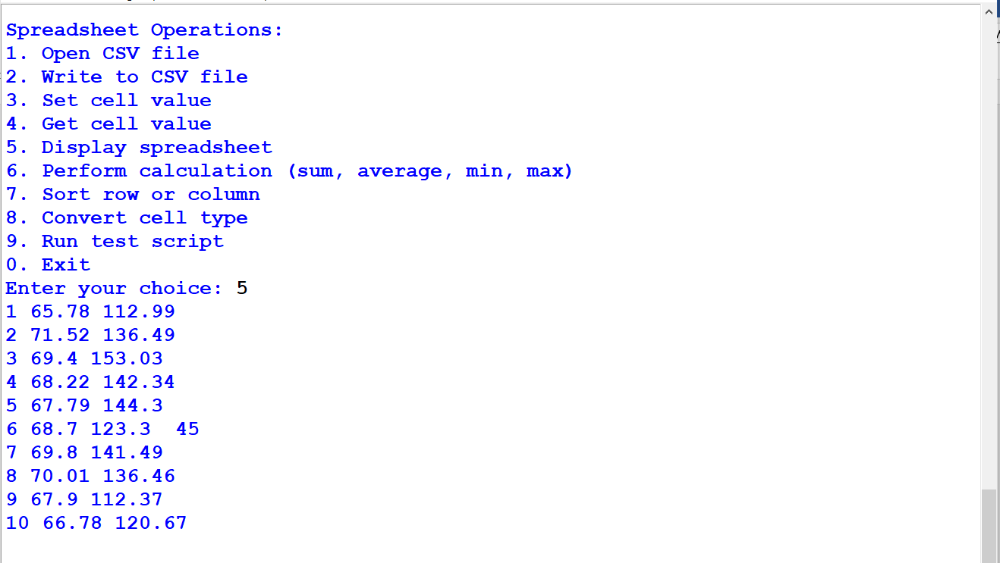 Spreadsheet Operations:
1. Open CSV file
2. Write to CSV file
3. Set cell value
4. Get cell value
5. Display spreadsheet
6. Perform calculation (sum, average, min, max)
7. Sort row or column
8. Convert cell type
9. Run test script
0. Exit
Enter your choice: 5
1 65.78 112.99
2 71.52 136.49
3 69.4 153.03
4 68.22 142.34
5 67.79 144.3
6 68.7 123.3  45
7 69.8 141.49
8 70.01 136.46
9 67.9 112.37
10 66.78 120.67